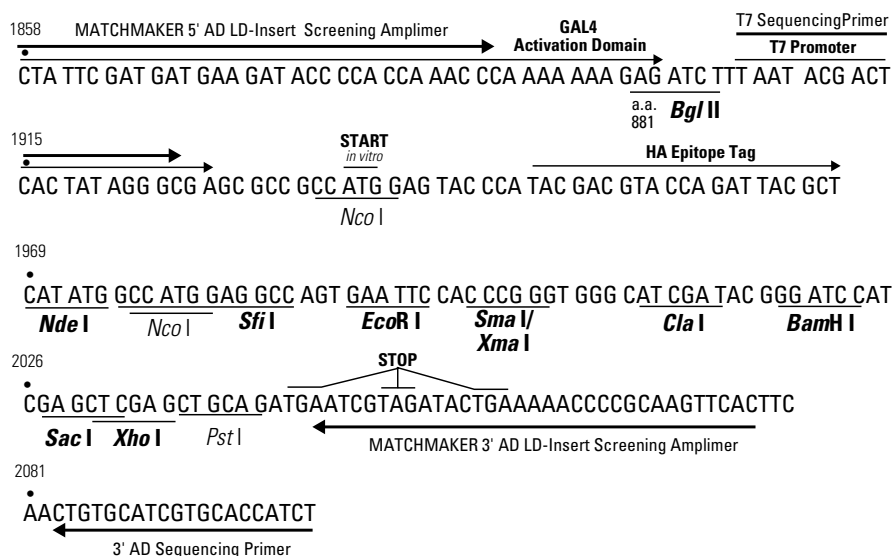 T7 SequencingPrimer
1858 MATCHMAKER 5' AD LD-Insert Screening Amplimer GAL4 Activation Domain T7 Promoter
CTA TTC GAT GAT GAA GAT ACC CCA CCA AAC CCA AAA AAA GAG ATC TTT AAT ACG ACT
a.a. 881 Bgl II
1915 START in vitro HA Epitope Tag
CAC TAT AGG GCG AGC GCC GCC ATG GAG TAC CCA TAC GAC GTA CCA GAT TAC GCT
Nco I
1969
CAT ATG GCC ATG GAG GCC AGT GAA TTC CAC CCG GGT GGG CAT CGA TAC GGG ATC CAT
Nde I Nco I Sfi I EcoR I Sma I/ Xma I Cla I BamH I
2026 STOP
CGA GCT CGA GCT GCA GATGAATCGTAGATACTGAAAAACCCCGCAAGTTCACTTC
Sac I Xho I Pst I MATCHMAKER 3' AD LD-Insert Screening Amplimer
2081
AACTGTGCATCGTGCACCATCT
3' AD Sequencing Primer